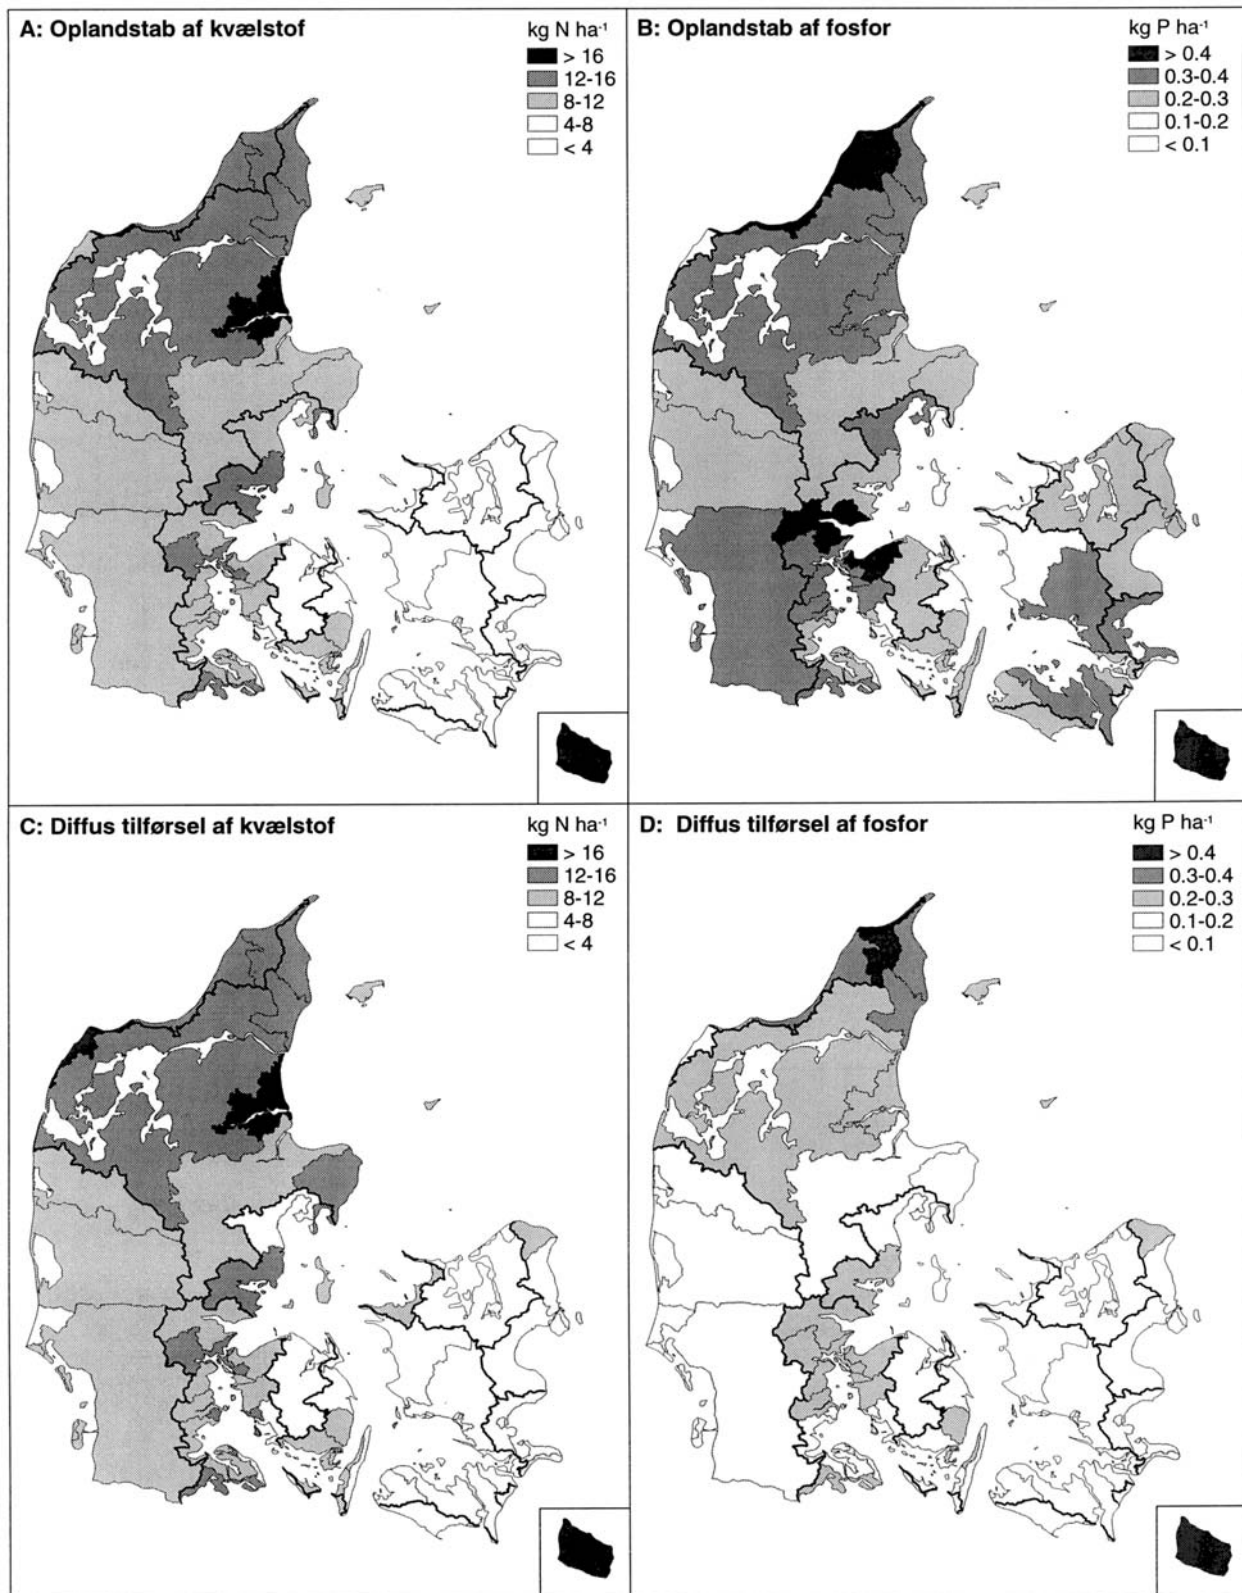 A: Oplandstab af kvælstof
kg N ha⁻¹
> 16
12-16
8-12
4-8
< 4
B: Oplandstab af fosfor
kg P ha⁻¹
> 0.4
0.3-0.4
0.2-0.3
0.1-0.2
< 0.1
C: Diffus tilførsel af kvælstof
kg N ha⁻¹
> 16
12-16
8-12
4-8
< 4
D: Diffus tilførsel af fosfor
kg P ha⁻¹
> 0.4
0.3-0.4
0.2-0.3
0.1-0.2
< 0.1